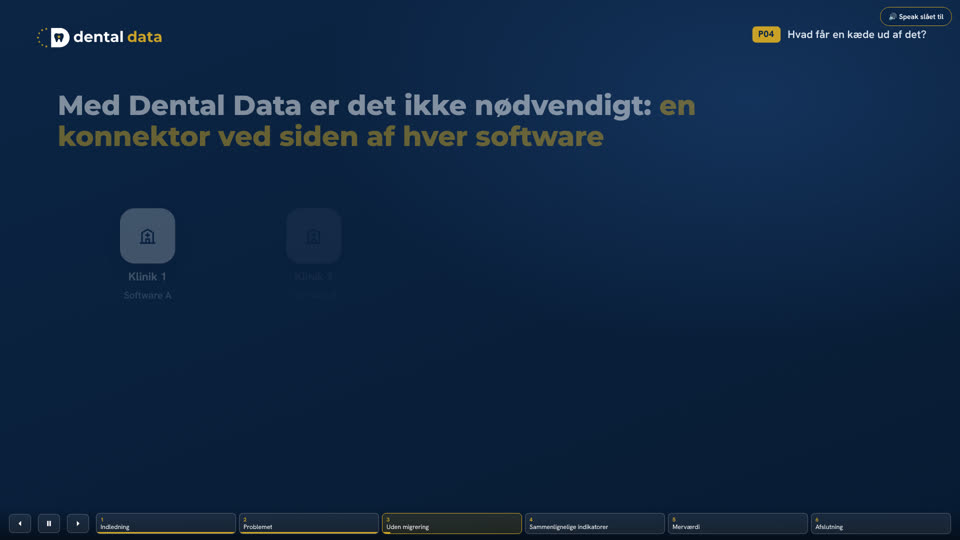 🔊 Speak slået til
dental data
P04 Hvad får en kæde ud af det?
Med Dental Data er det ikke nødvendigt: en
konnektor ved siden af hver software
Klinik 1
Software A
1
Indledning
2
Problemet
3
Uden migrering
4
Sammenlignelige indikatorer
5
Merværdi
6
Afslutning